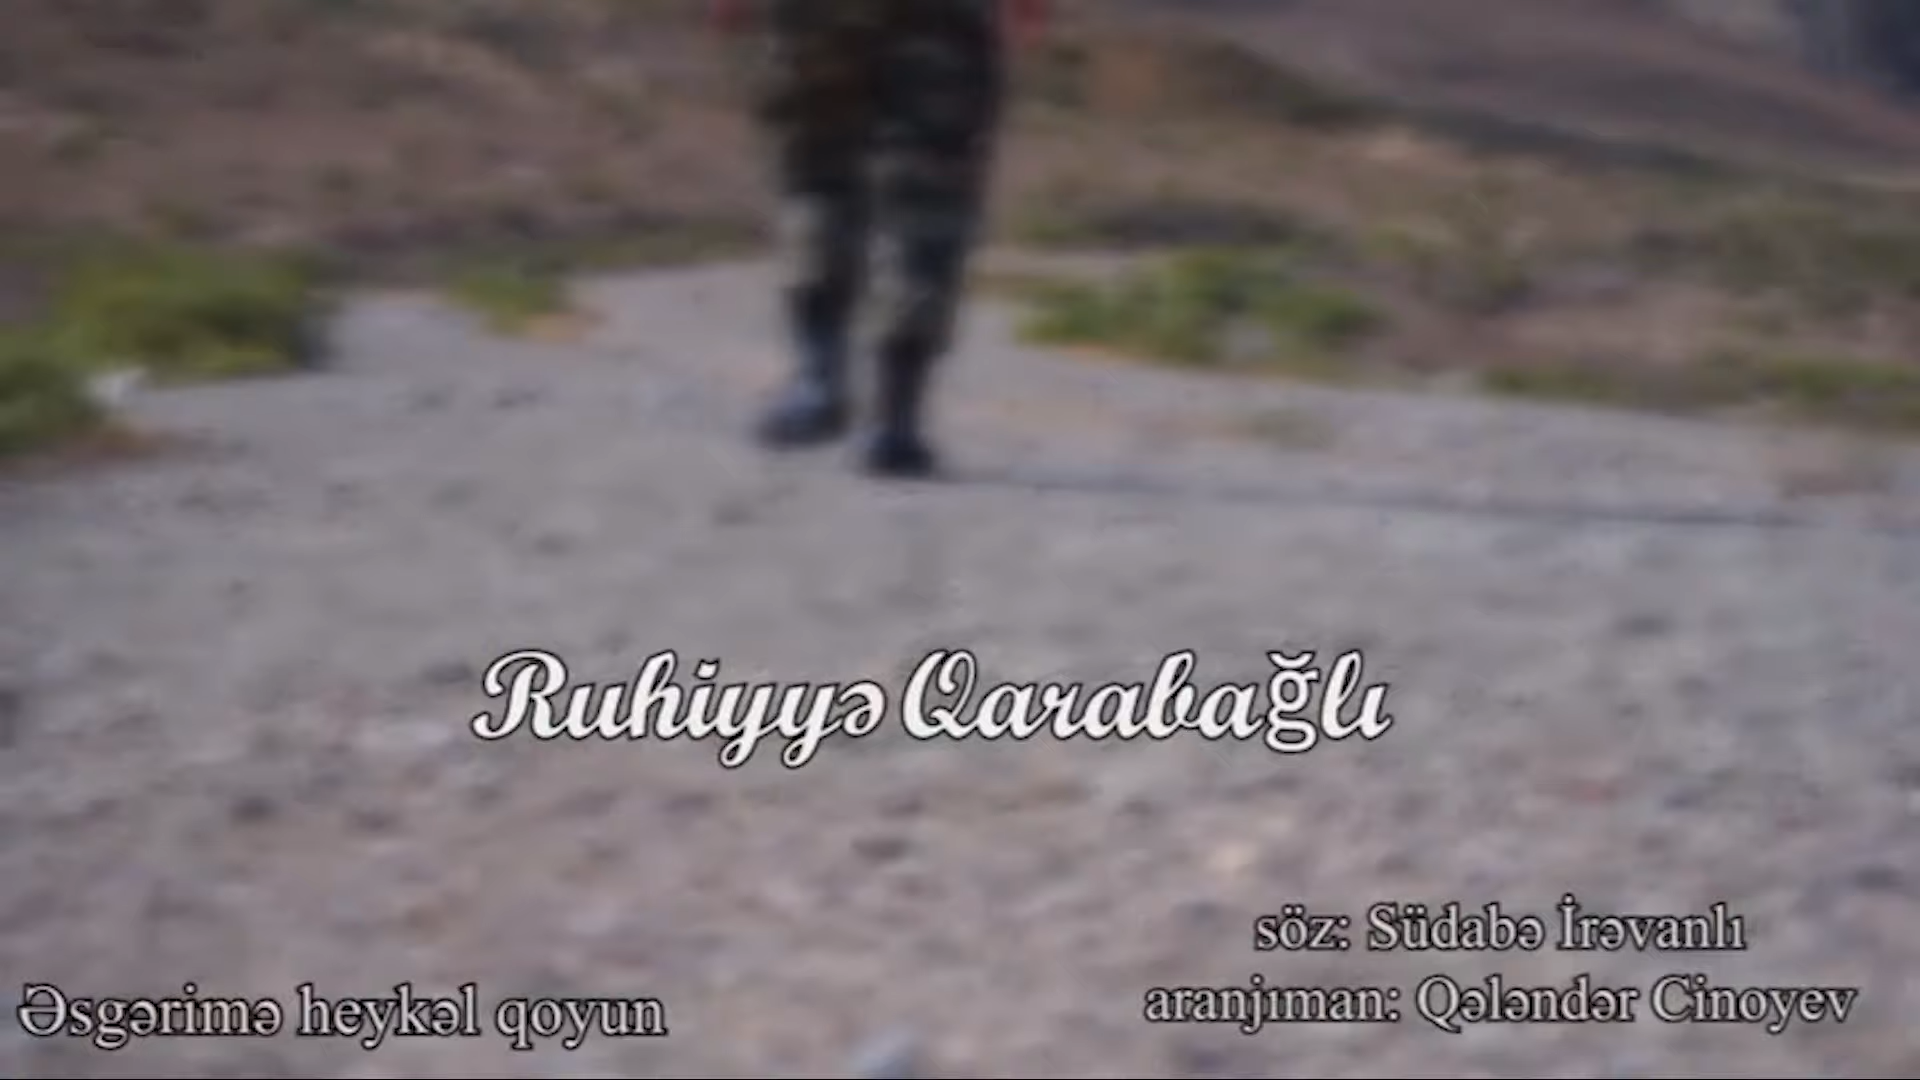 Ruhiyyə Qarabağlı
söz: Südabə İrəvanlı
aranjıman: Qələndər Cinoyev
Əsgərimə heykəl qoyun